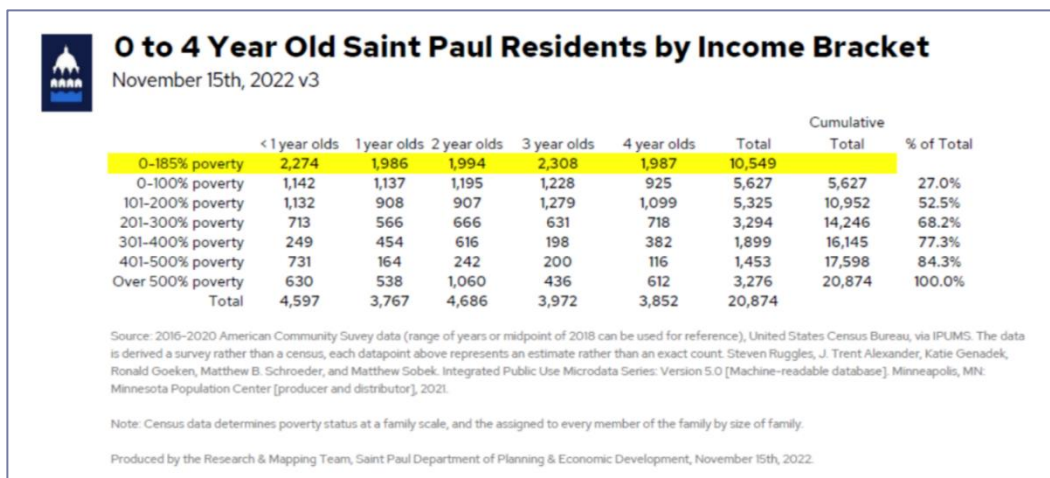 0 to 4 Year Old Saint Paul Residents by Income Bracket
November 15th, 2022 v3
Cumulative
< 1 year olds 1 year olds 2 year olds 3 year olds 4 year olds Total Total % of Total
0-185% poverty 2,274 1,986 1,994 2,308 1,987 10,549
0-100% poverty 1,142 1,137 1,195 1,228 925 5,627 5,627 27.0%
101-200% poverty 1,132 908 907 1,279 1,099 5,325 10,952 52.5%
201-300% poverty 713 566 666 631 718 3,294 14,246 68.2%
301-400% poverty 249 454 616 198 382 1,899 16,145 77.3%
401-500% poverty 731 164 242 200 116 1,453 17,598 84.3%
Over 500% poverty 630 538 1,060 436 612 3,276 20,874 100.0%
Total 4,597 3,767 4,686 3,972 3,852 20,874
Source: 2016-2020 American Community Suvey data (range of years or midpoint of 2018 can be used for reference), United States Census Bureau, via IPUMS. The data
is derived a survey rather than a census, each datapoint above represents an estimate rather than an exact count. Steven Ruggles, J. Trent Alexander, Katie Genadek,
Ronald Goeken, Matthew B. Schroeder, and Matthew Sobek. Integrated Public Use Microdata Series: Version 5.0 [Machine-readable database]. Minneapolis, MN:
Minnesota Population Center [producer and distributor], 2021.
Note: Census data determines poverty status at a family scale, and the assigned to every member of the family by size of family.
Produced by the Research & Mapping Team, Saint Paul Department of Planning & Economic Development, November 15th, 2022.